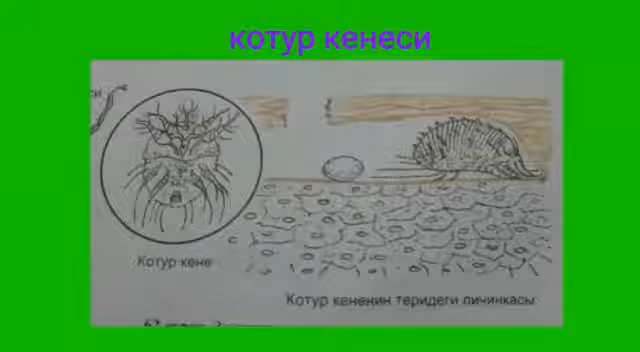 котур кенеси
Котур кене
Котур кененин теридеги личинкасы